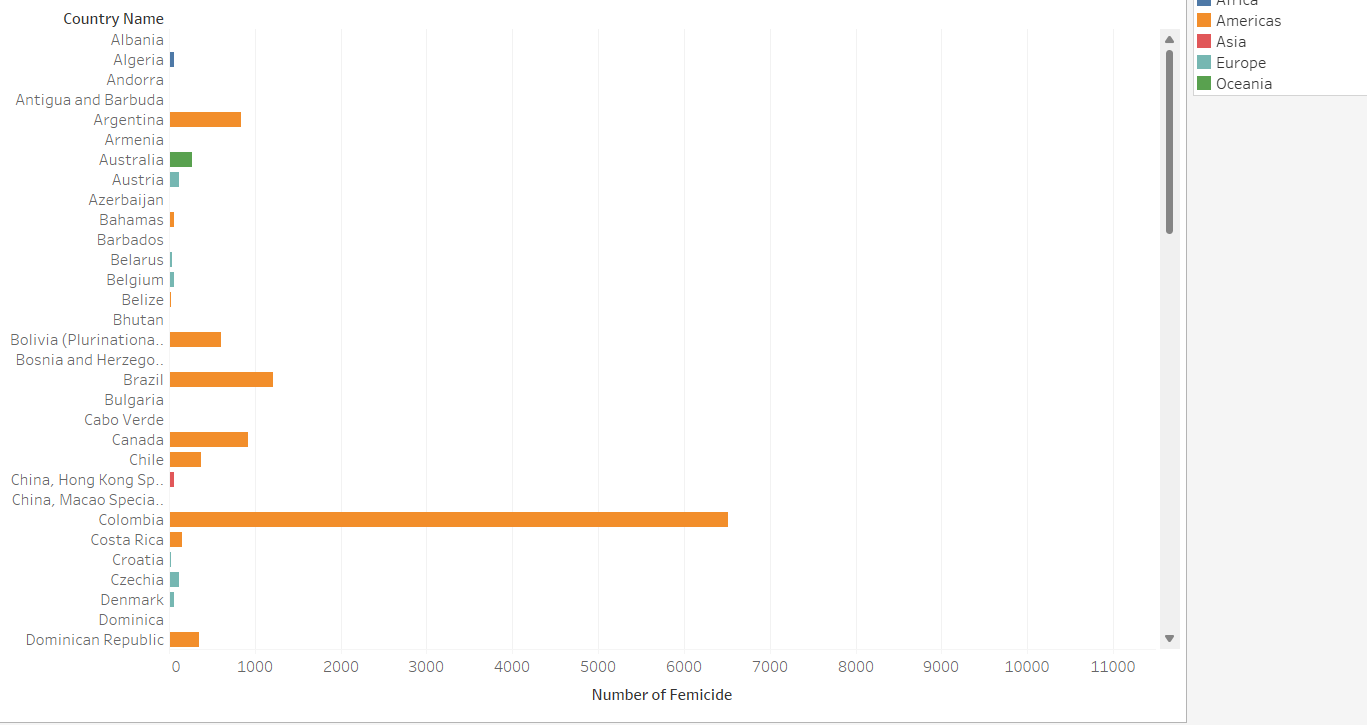 Country Name
Albania
Algeria
Andorra
Antigua and Barbuda
Argentina
Armenia
Australia
Austria
Azerbaijan
Bahamas
Barbados
Belarus
Belgium
Belize
Bhutan
Bolivia (Plurinationa..
Bosnia and Herzego..
Brazil
Bulgaria
Cabo Verde
Canada
Chile
China, Hong Kong Sp..
China, Macao Specia..
Colombia
Costa Rica
Croatia
Czechia
Denmark
Dominica
Dominican Republic
0 1000 2000 3000 4000 5000 6000 7000 8000 9000 10000 11000
Number of Femicide
Africa
Americas
Asia
Europe
Oceania